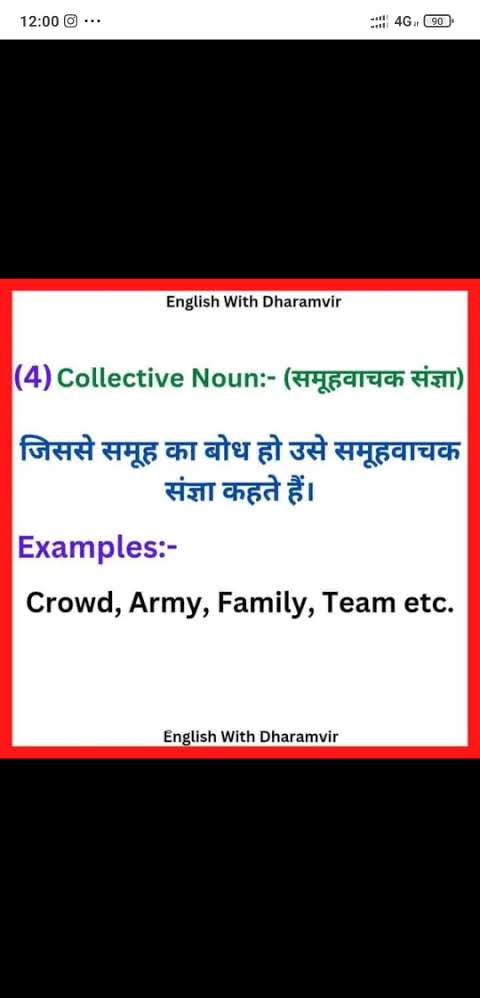 12:00 ... 4G 90
English With Dharamvir
(4) Collective Noun:- (समूहवाचक संज्ञा)
जिससे समूह का बोध हो उसे समूहवाचक
संज्ञा कहते हैं।
Examples:-
Crowd, Army, Family, Team etc.
English With Dharamvir